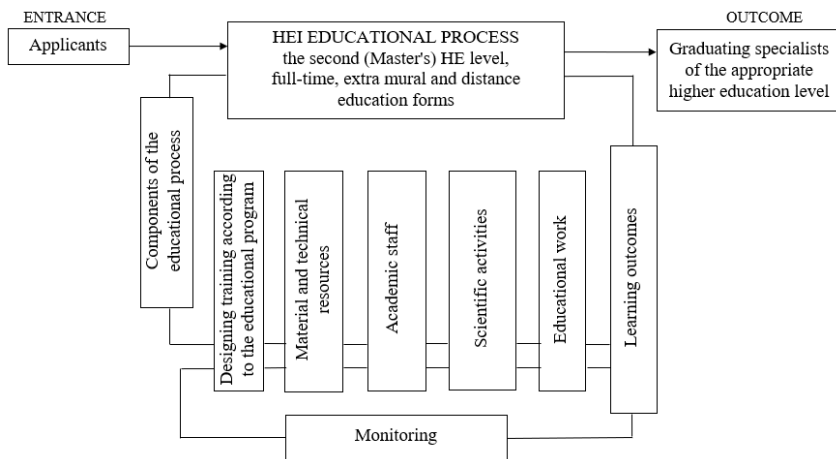 ENTRANCE
Applicants
HEI EDUCATIONAL PROCESS
the second (Master's) HE level,
full-time, extra mural and distance
education forms
OUTCOME
Graduating specialists
of the appropriate
higher education level
Components of the
educational process
Designing training according
to the educational program
Material and technical
resources
Academic staff
Scientific activities
Educational work
Learning outcomes
Monitoring